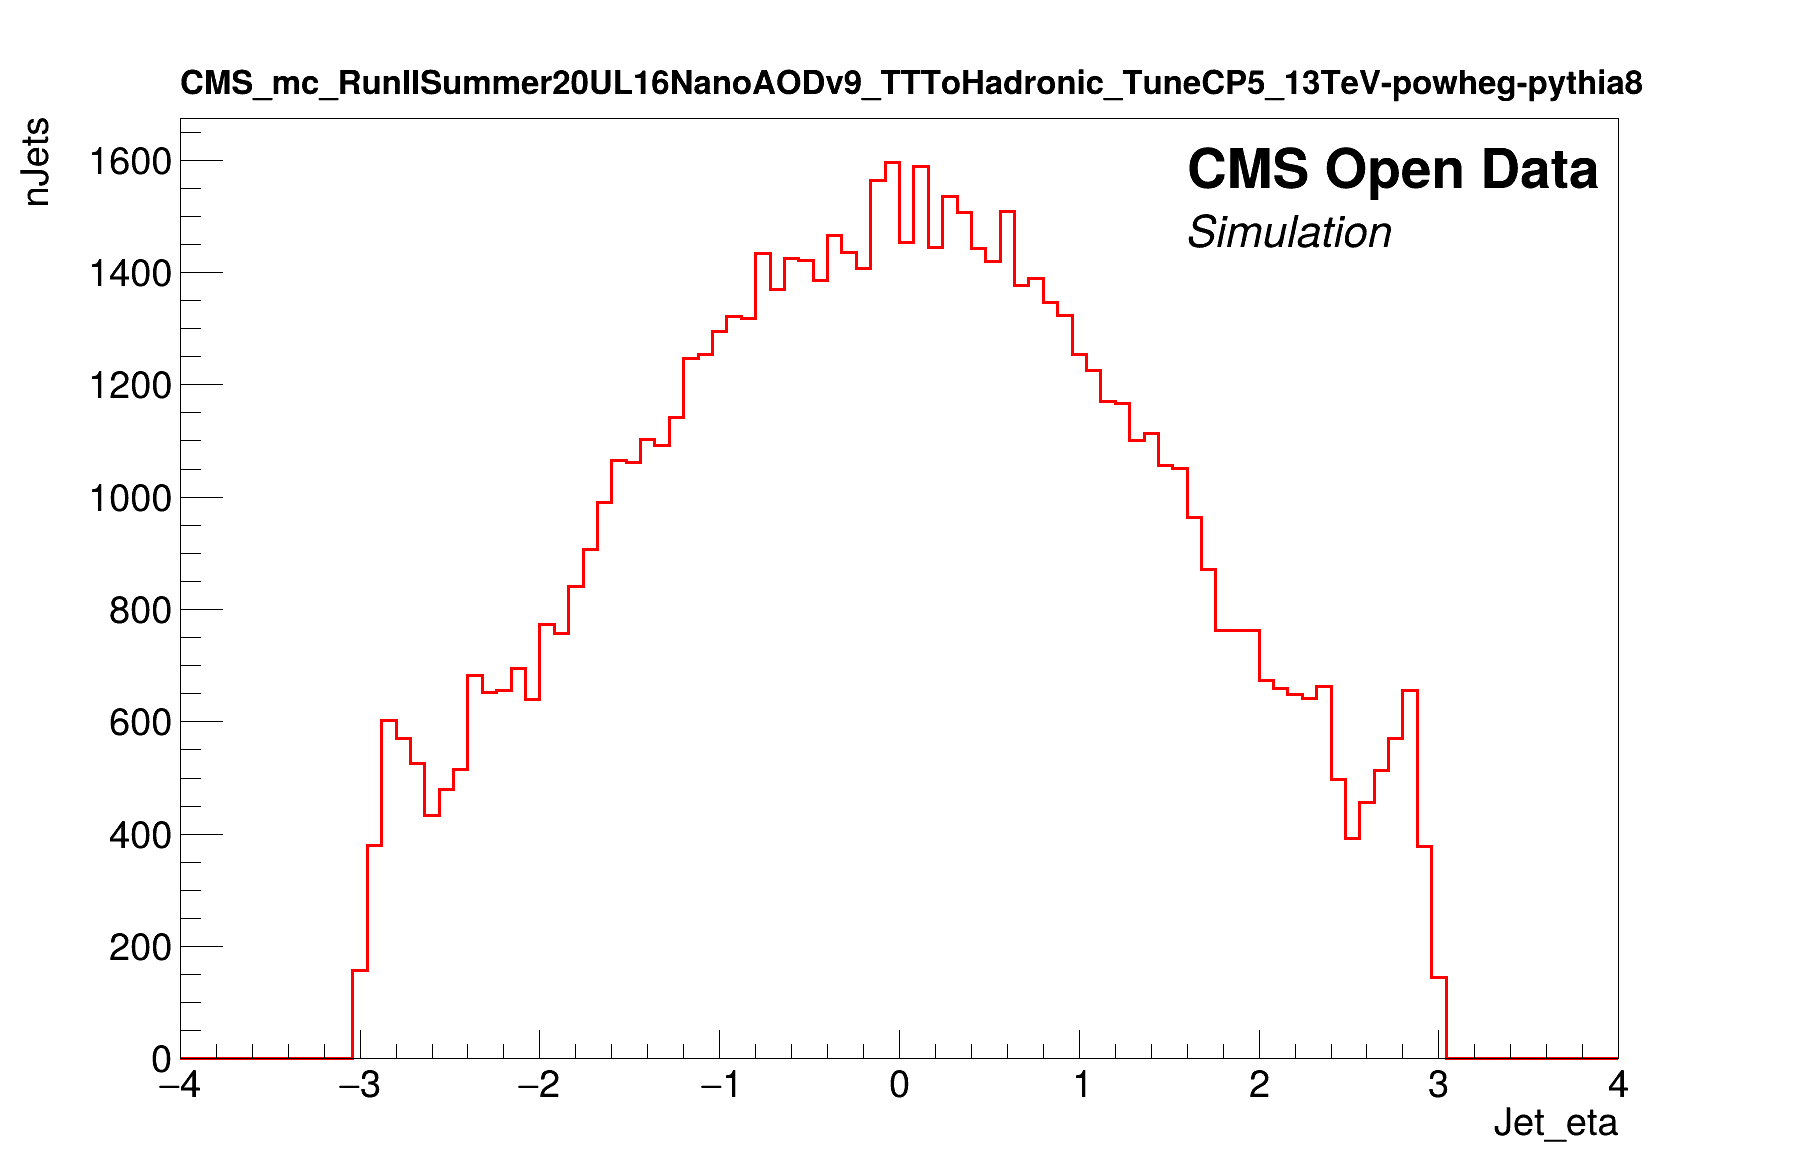 CMS_mc_RunIISummer20UL16NanoAODv9_TTToHadronic_TuneCP5_13TeV-powheg-pythia8
nJets
CMS Open Data
Simulation
1600
1400
1200
1000
800
600
400
200
0
−4 −3 −2 −1 0 1 2 3 4
Jet_eta